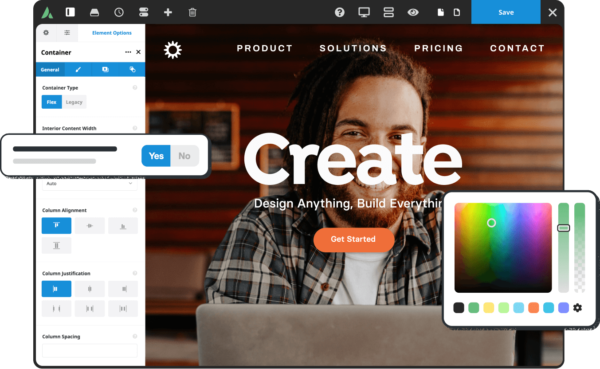 Save
Element Options
Container
General
Container Type
Flex Legacy
Interior Content Width
Yes No
Auto
Column Alignment
Column Justification
Column Spacing
PRODUCT SOLUTIONS PRICING CONTACT
Create
Design Anything, Build Everythin
Get Started